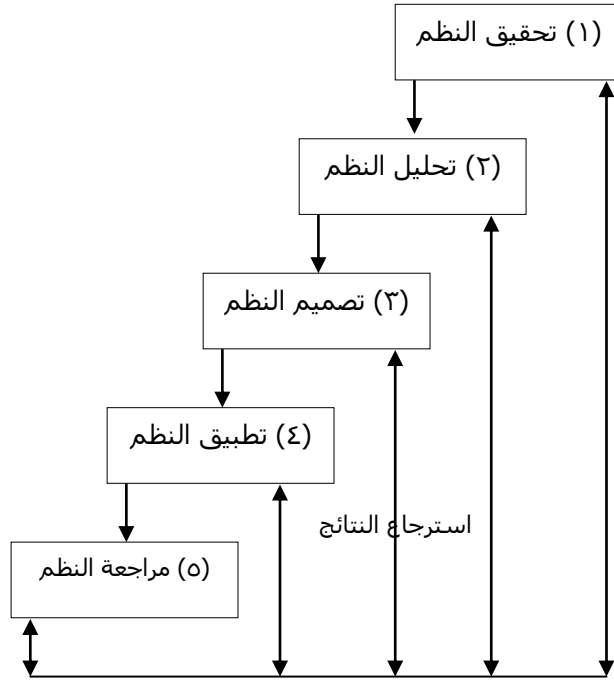 (١) تحقيق النظم
(٢) تحليل النظم
(٣) تصميم النظم
(٤) تطبيق النظم
استرجاع النتائج
(٥) مراجعة النظم